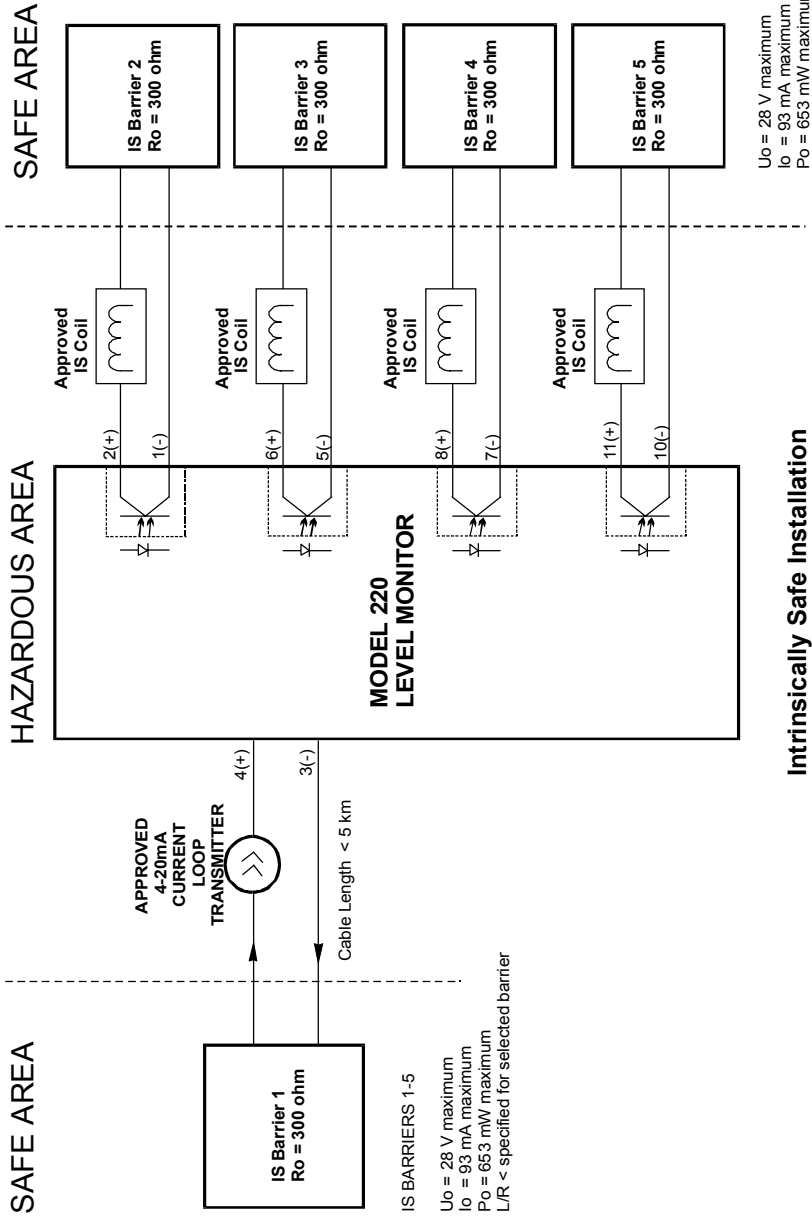 SAFE AREA
HAZARDOUS AREA
SAFE AREA
IS Barrier 1
Ro = 300 ohm
IS BARRIERS 1-5
Uo = 28 V maximum
Io = 93 mA maximum
Po = 653 mW maximum
L/R < specified for selected barrier
APPROVED
4-20mA
CURRENT
LOOP
TRANSMITTER
4(+)
3(-)
Cable Length < 5 km
MODEL 220
LEVEL MONITOR
2(+)
1(-)
Approved
IS Coil
IS Barrier 2
Ro = 300 ohm
6(+)
5(-)
Approved
IS Coil
IS Barrier 3
Ro = 300 ohm
8(+)
7(-)
Approved
IS Coil
IS Barrier 4
Ro = 300 ohm
11(+)
10(-)
Approved
IS Coil
IS Barrier 5
Ro = 300 ohm
Uo = 28 V maximum
Io = 93 mA maximum
Po = 653 mW maximu
Intrinsically Safe Installation